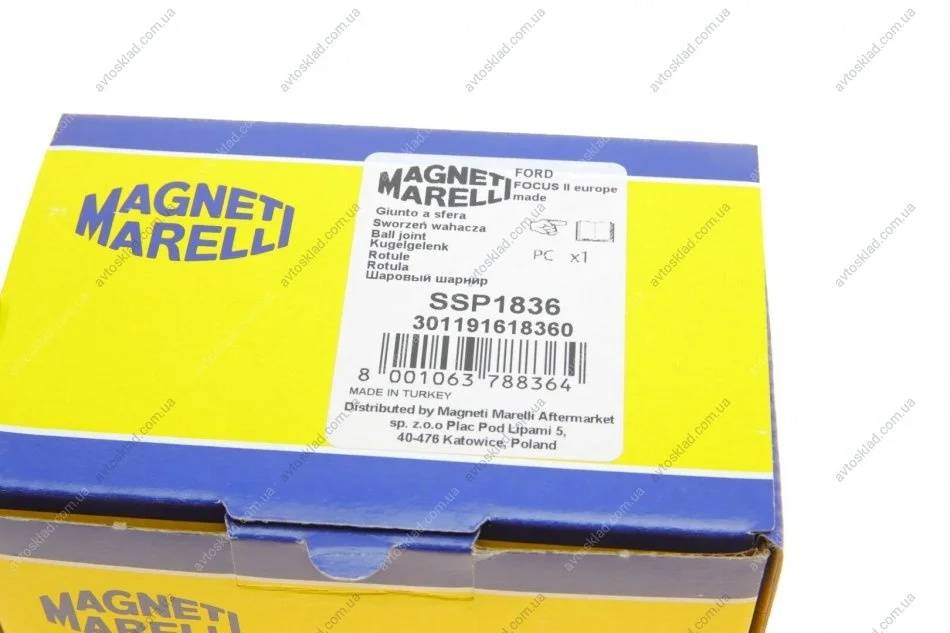 MAGNETI
MARELLI
MAGNETI
MARELLI
FORD
FOCUS II europe
made
Giunto a sfera
Sworzeń wahacza
Ball joint
Kugelgelenk
Rotule
Rotula
Шаровый шарнир
PC x1
SSP1836
301191618360
8 001063 788364
MADE IN TURKEY
Distributed by Magneti Marelli Aftermarket
sp. z.o.o Plac Pod Lipami 5,
40-476 Katowice, Poland
MAGNETI
MARELLI
avtosklad.com.ua